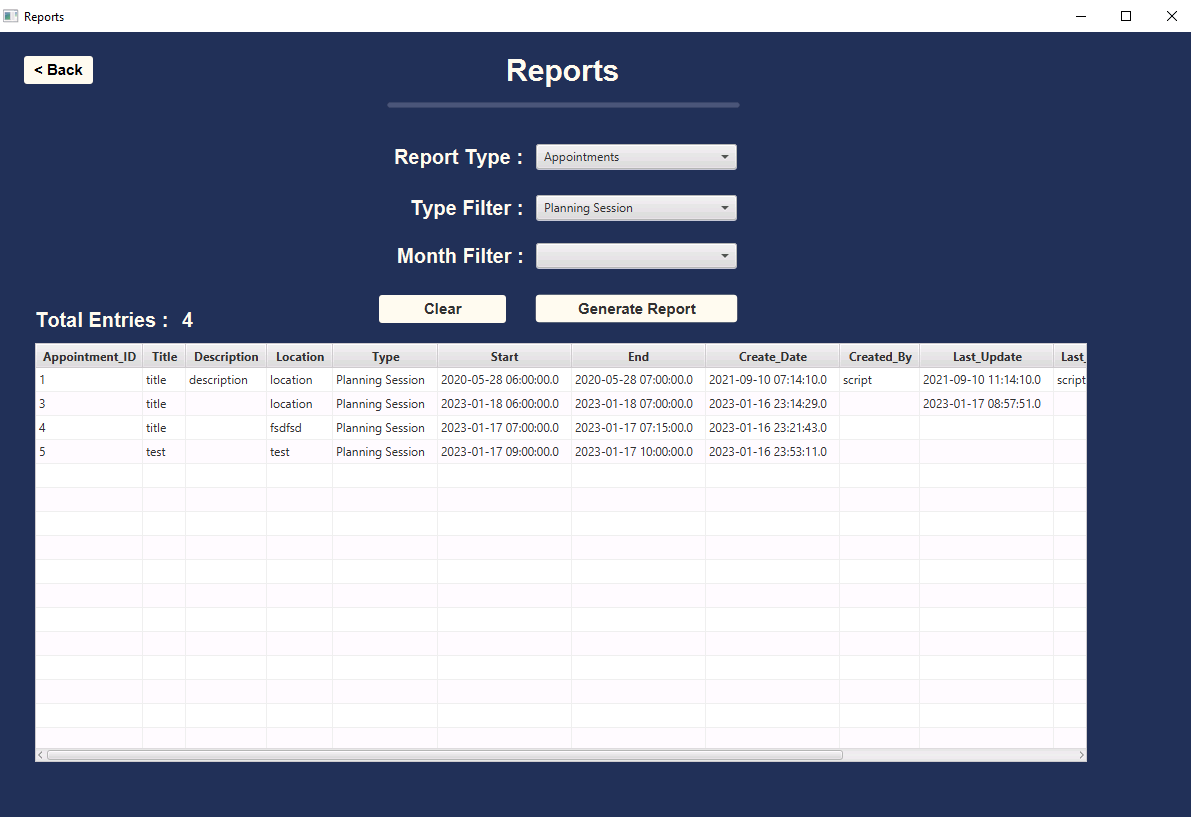 Reports
< Back
Reports
Report Type : Appointments
Type Filter : Planning Session
Month Filter :
Clear Generate Report
Total Entries : 4
Appointment_ID Title Description Location Type Start End Create_Date Created_By Last_Update Last_
1 title description location Planning Session 2020-05-28 06:00:00.0 2020-05-28 07:00:00.0 2021-09-10 07:14:10.0 script 2021-09-10 11:14:10.0 script
3 title location Planning Session 2023-01-18 06:00:00.0 2023-01-18 07:00:00.0 2023-01-16 23:14:29.0 2023-01-17 08:57:51.0
4 title fsdfsd Planning Session 2023-01-17 07:00:00.0 2023-01-17 07:15:00.0 2023-01-16 23:21:43.0
5 test test Planning Session 2023-01-17 09:00:00.0 2023-01-17 10:00:00.0 2023-01-16 23:53:11.0